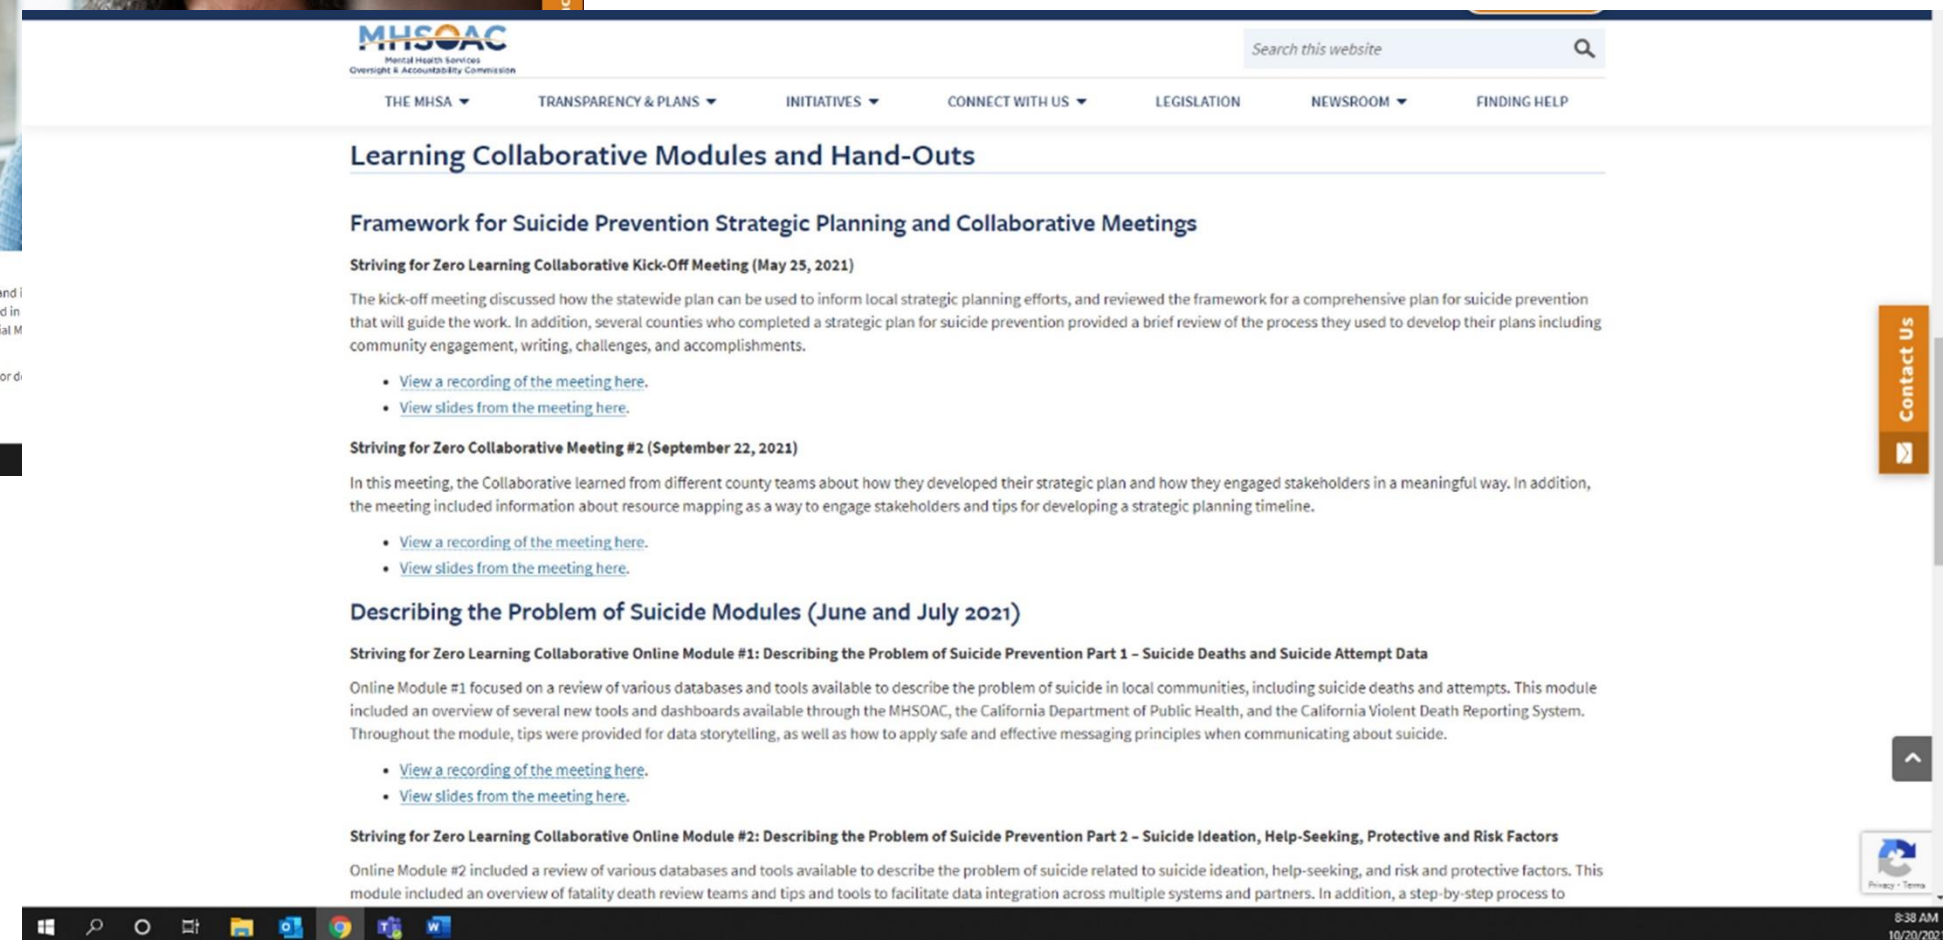 MHSOAC
Mental Health Services
Oversight & Accountability Commission
Search this website
THE MHSA
TRANSPARENCY & PLANS
INITIATIVES
CONNECT WITH US
LEGISLATION
NEWSROOM
FINDING HELP
Learning Collaborative Modules and Hand-Outs
Framework for Suicide Prevention Strategic Planning and Collaborative Meetings
Striving for Zero Learning Collaborative Kick-Off Meeting (May 25, 2021)
The kick-off meeting discussed how the statewide plan can be used to inform local strategic planning efforts, and reviewed the framework for a comprehensive plan for suicide prevention
that will guide the work. In addition, several counties who completed a strategic plan for suicide prevention provided a brief review of the process they used to develop their plans including
community engagement, writing, challenges, and accomplishments.
• View a recording of the meeting here.
• View slides from the meeting here.
Striving for Zero Collaborative Meeting #2 (September 22, 2021)
In this meeting, the Collaborative learned from different county teams about how they developed their strategic plan and how they engaged stakeholders in a meaningful way. In addition,
the meeting included information about resource mapping as a way to engage stakeholders and tips for developing a strategic planning timeline.
• View a recording of the meeting here.
• View slides from the meeting here.
Describing the Problem of Suicide Modules (June and July 2021)
Striving for Zero Learning Collaborative Online Module #1: Describing the Problem of Suicide Prevention Part 1 – Suicide Deaths and Suicide Attempt Data
Online Module #1 focused on a review of various databases and tools available to describe the problem of suicide in local communities, including suicide deaths and attempts. This module
included an overview of several new tools and dashboards available through the MHSOAC, the California Department of Public Health, and the California Violent Death Reporting System.
Throughout the module, tips were provided for data storytelling, as well as how to apply safe and effective messaging principles when communicating about suicide.
• View a recording of the meeting here.
• View slides from the meeting here.
Striving for Zero Learning Collaborative Online Module #2: Describing the Problem of Suicide Prevention Part 2 – Suicide Ideation, Help-Seeking, Protective and Risk Factors
Online Module #2 included a review of various databases and tools available to describe the problem of suicide related to suicide ideation, help-seeking, and risk and protective factors. This
module included an overview of fatality death review teams and tips and tools to facilitate data integration across multiple systems and partners. In addition, a step-by-step process to
Contact Us
Privacy - Terms
8:38 AM
10/20/2021
and
d in
or